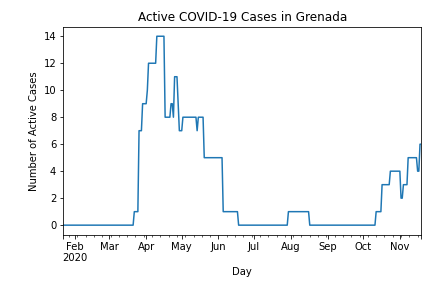 Active COVID-19 Cases in Grenada
Number of Active Cases
14
12
10
8
6
4
2
0
Feb Mar Apr May Jun Jul Aug Sep Oct Nov
2020
Day